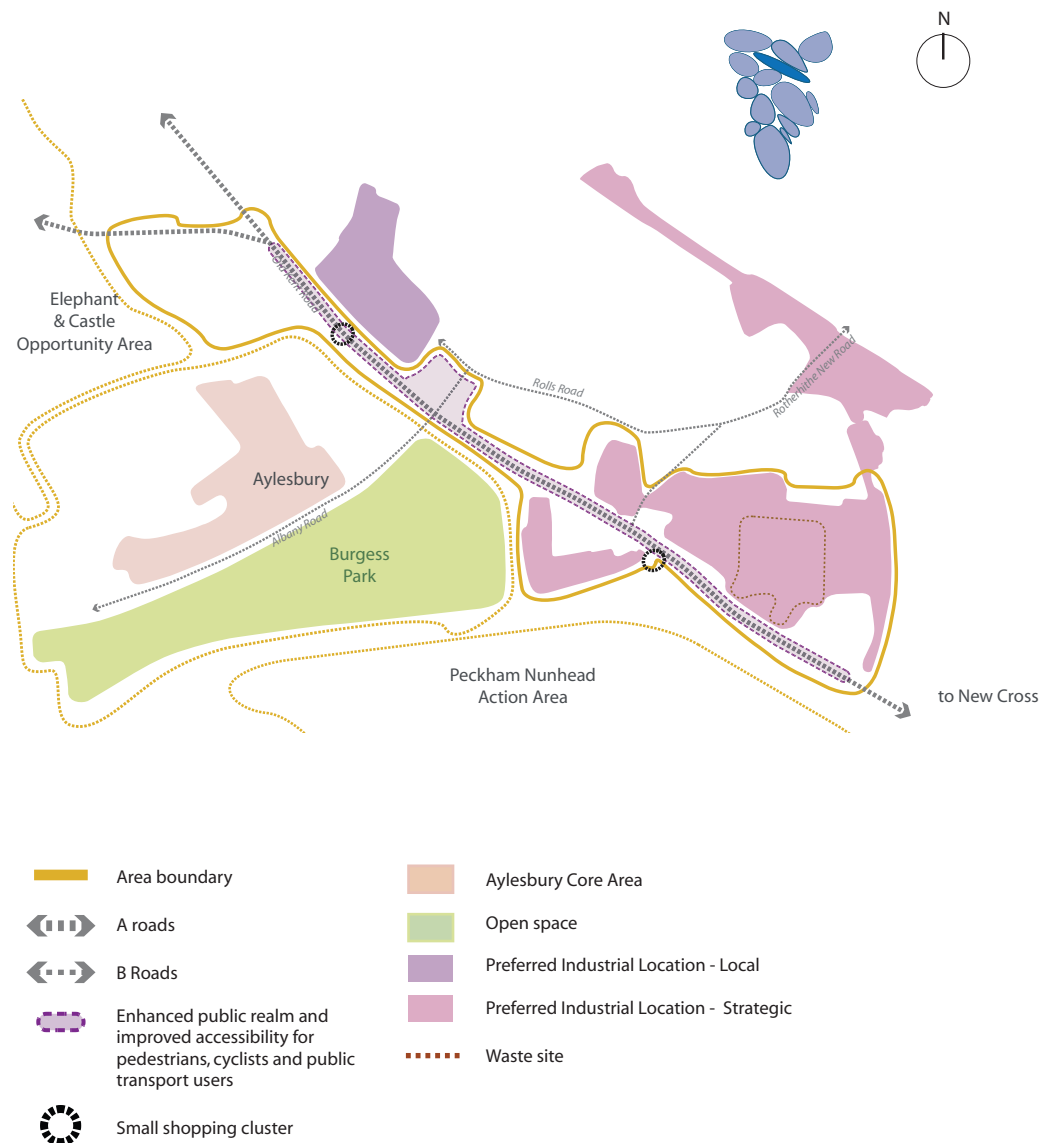 N
Elephant
& Castle
Opportunity Area
Old Kent Road
Rolls Road
Rotherhithe New Road
Aylesbury
Albany Road
Burgess
Park
Peckham Nunhead
Action Area
to New Cross
Area boundary
A roads
B Roads
Enhanced public realm and
improved accessibility for
pedestrians, cyclists and public
transport users
Small shopping cluster
Aylesbury Core Area
Open space
Preferred Industrial Location - Local
Preferred Industrial Location - Strategic
Waste site